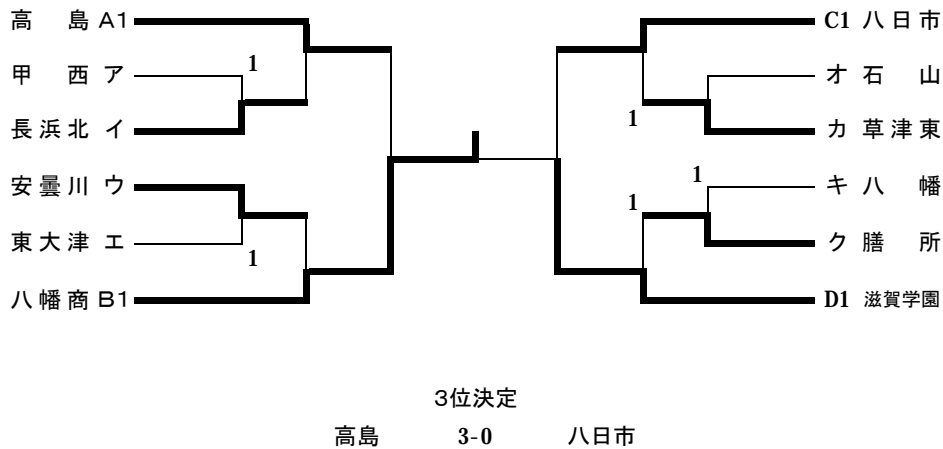 高 島 A1
甲 西 ア
1
長浜北 イ
安曇川 ウ
東大津 エ
1
八幡商 B1
C1 八日市
オ 石 山
1
カ 草津東
1
キ 八 幡
1
ク 膳 所
D1 滋賀学園
3位決定
高島 3-0 八日市